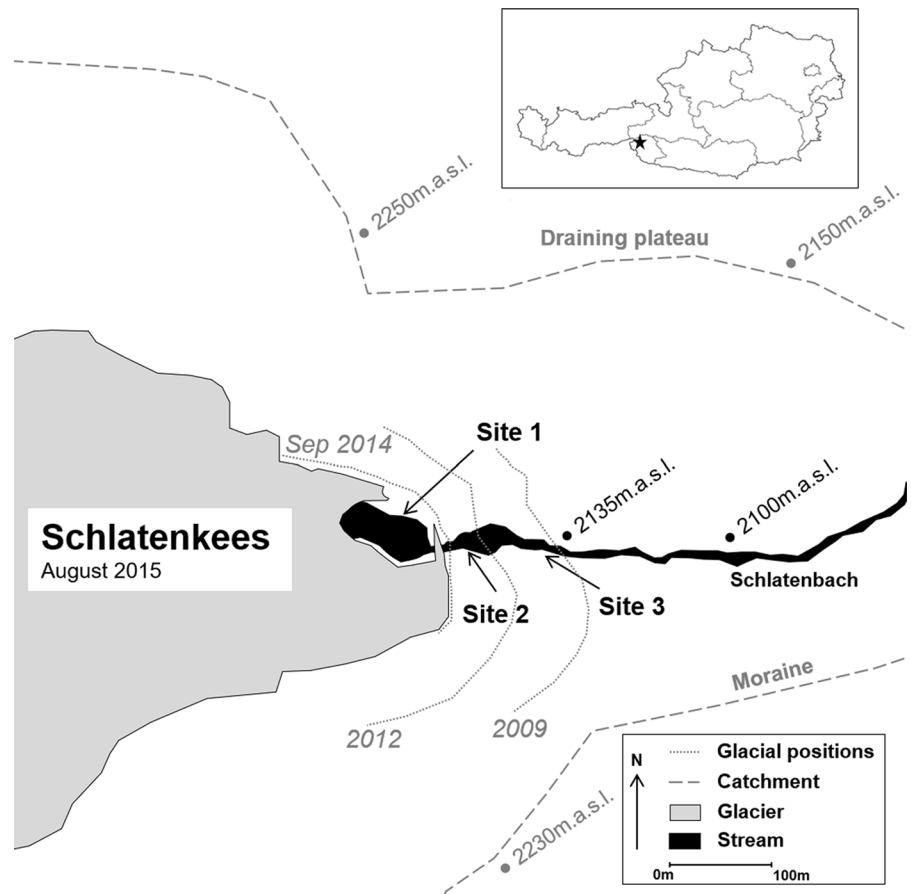 2250m.a.s.l.
Draining plateau
2150m.a.s.l.
Sep 2014
Site 1
2135m.a.s.l.
2100m.a.s.l.
Schlatenkees
August 2015
Schlatenbach
Site 2
Site 3
Moraine
2012
2009
2230m.a.s.l.
N
Glacial positions
Catchment
Glacier
Stream
0m
100m